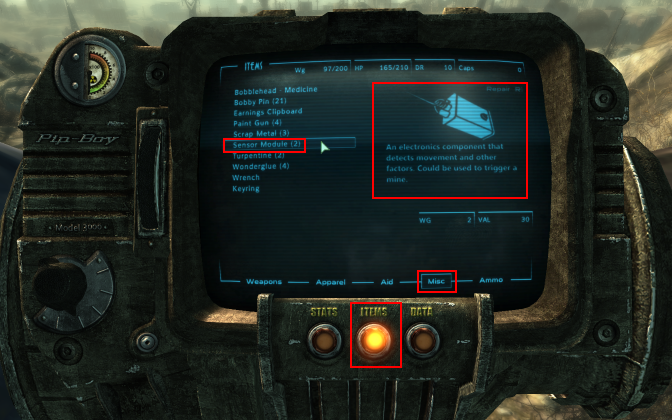 ITEMS Wg 97/200 HP 165/210 DR 10 Caps 0
Bobblehead - Medicine
Bobby Pin (21)
Earnings Clipboard
Paint Gun (4)
Scrap Metal (3)
Sensor Module (2)
Turpentine (2)
Wonderglue (4)
Wrench
Keyring
Repair R)
An electronics component that
detects movement and other
factors. Could be used to trigger a
mine.
WG 2 VAL 30
Weapons Apparel Aid Misc Ammo
Pip-Boy
Model 3000
STATS ITEMS DATA